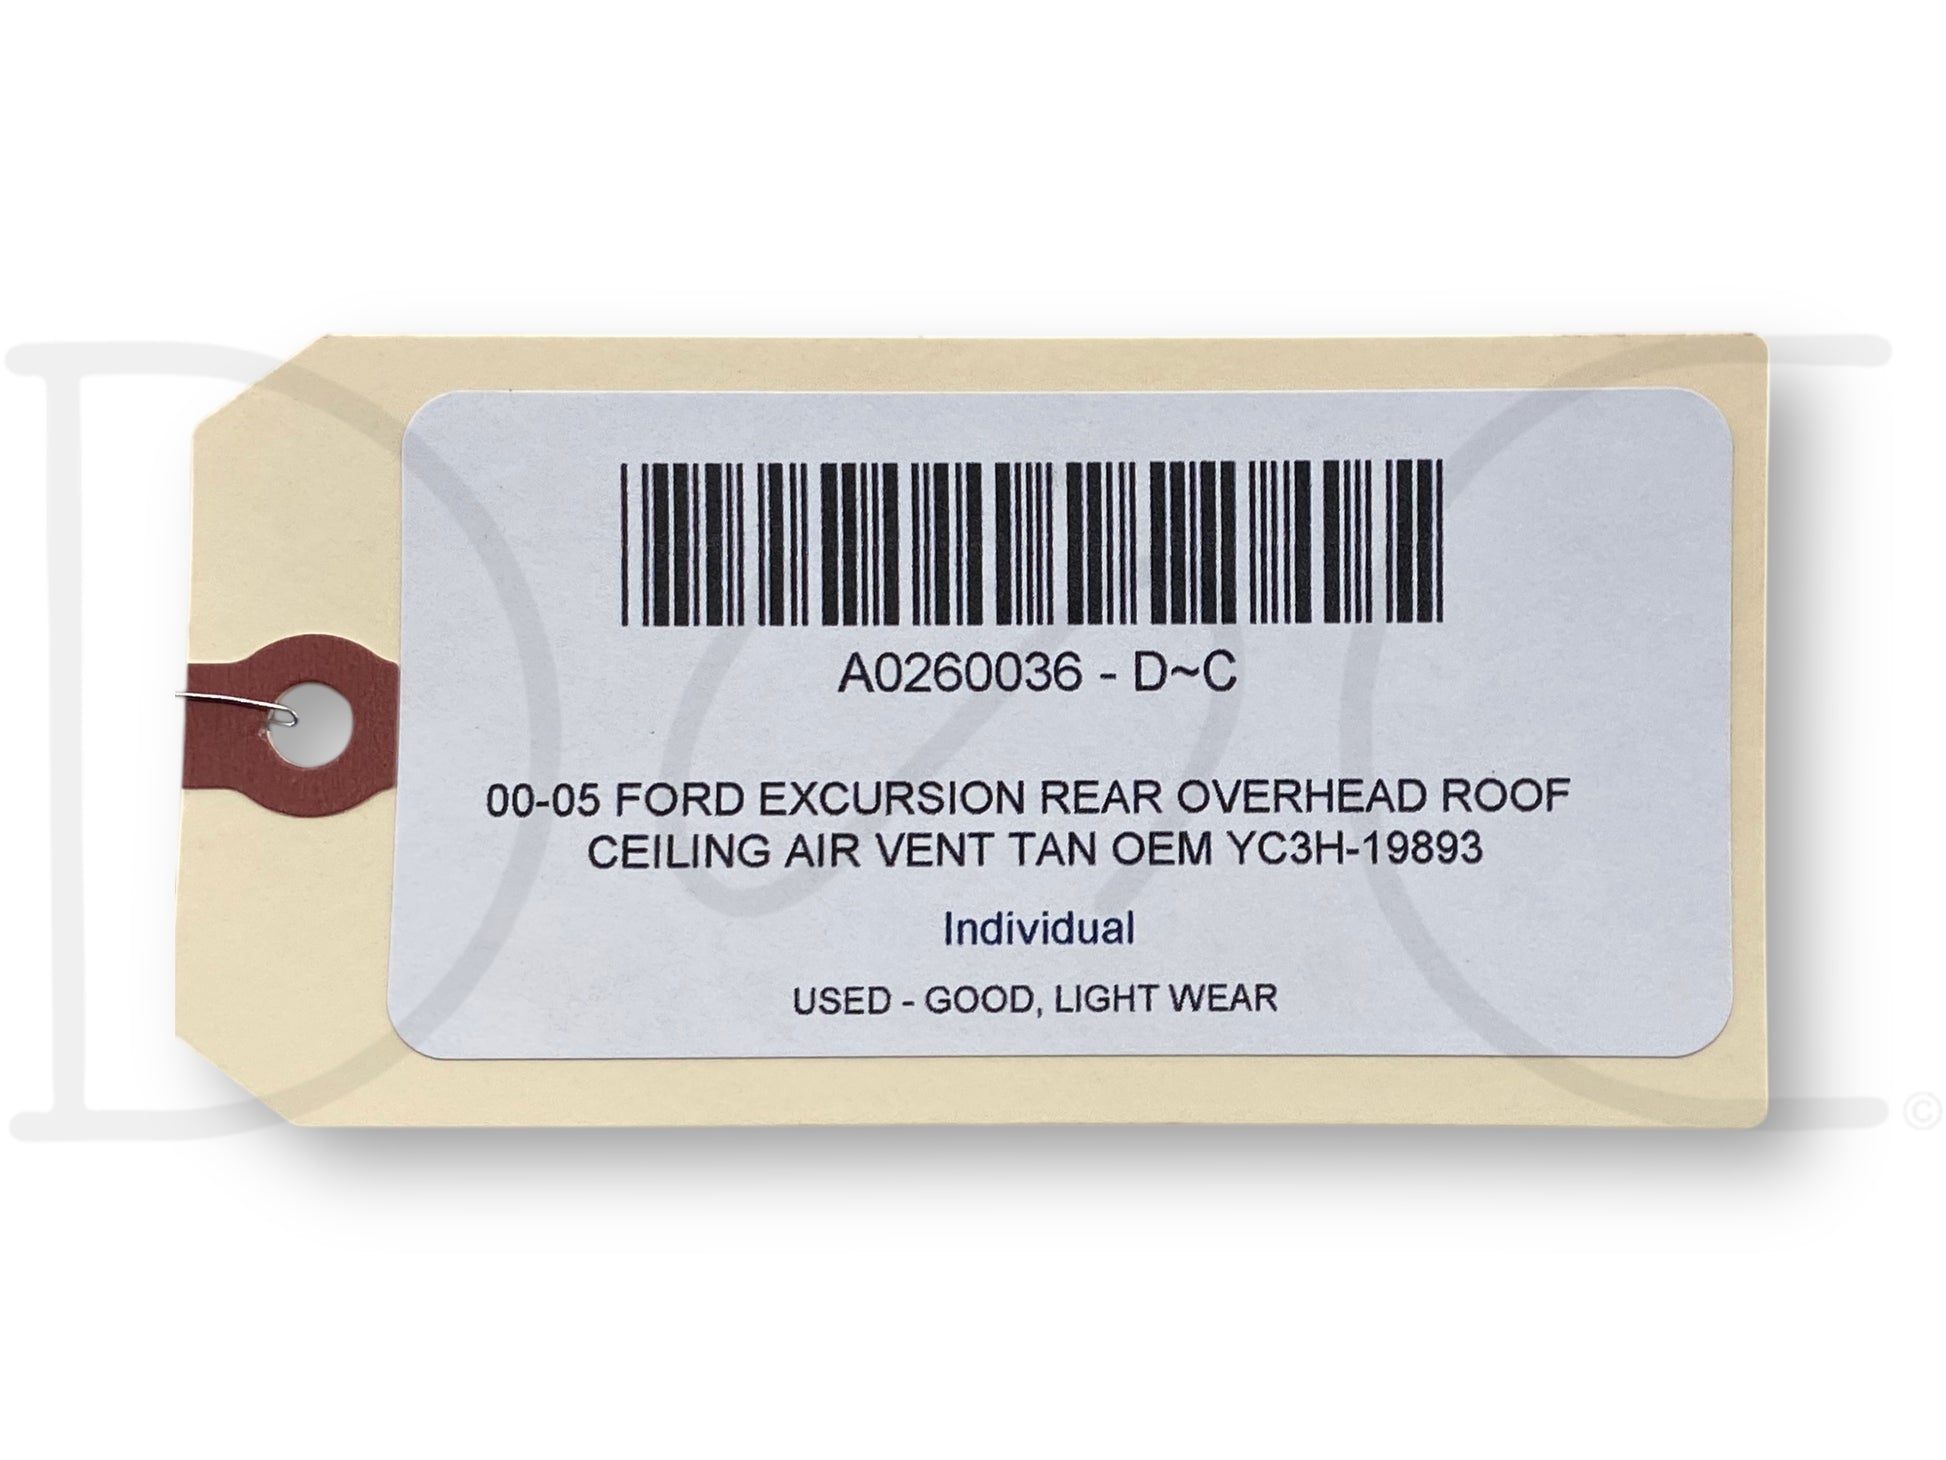 A0260036 - D~C
00-05 FORD EXCURSION REAR OVERHEAD ROOF
CEILING AIR VENT TAN OEM YC3H-19893
Individual
USED - GOOD, LIGHT WEAR
D C ©